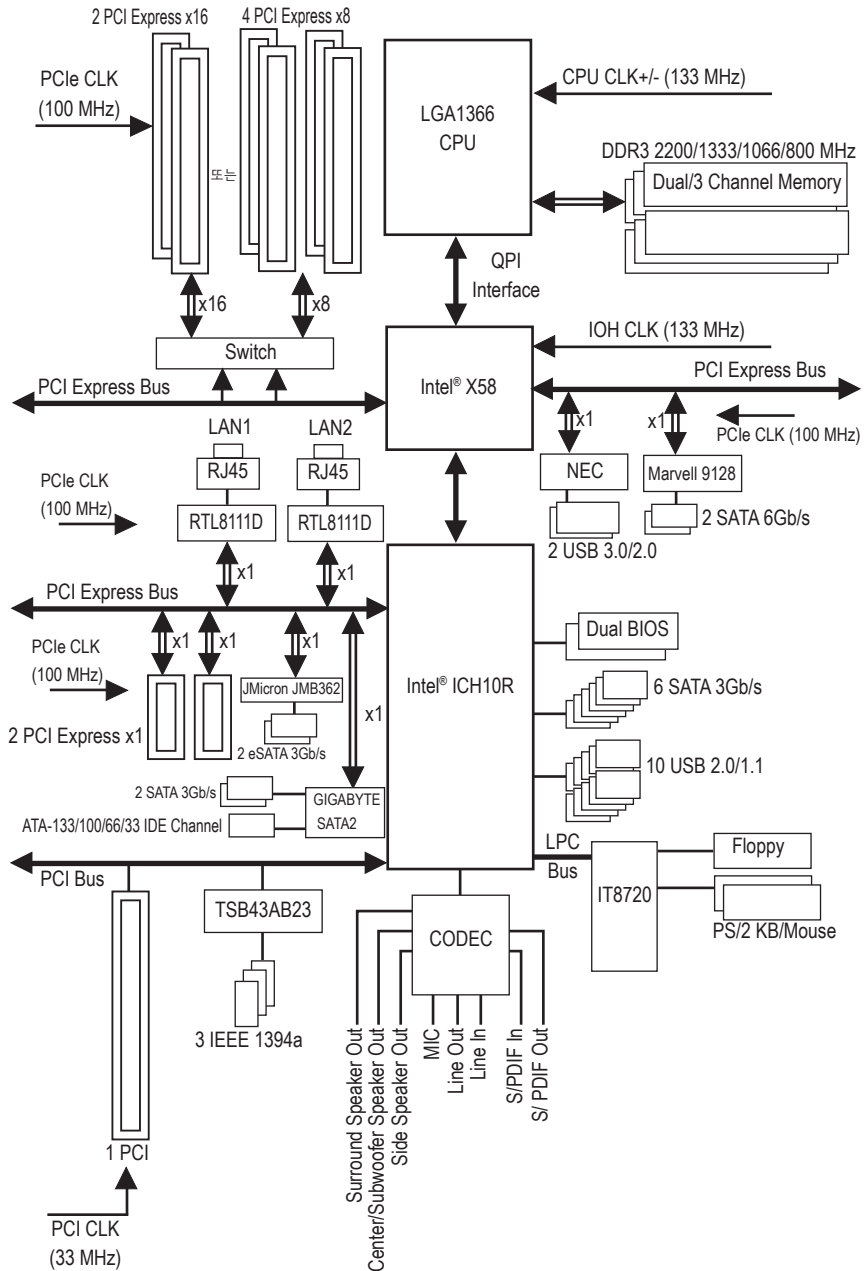 2 PCI Express x16
4 PCI Express x8
PCIe CLK
(100 MHz)
또는
LGA1366
CPU
CPU CLK+/- (133 MHz)
DDR3 2200/1333/1066/800 MHz
Dual/3 Channel Memory
QPI
Interface
x16
x8
Switch
IOH CLK (133 MHz)
PCI Express Bus
Intel® X58
PCI Express Bus
x1
x1
PCIe CLK (100 MHz)
LAN1
LAN2
RJ45
RJ45
NEC
Marvell 9128
PCIe CLK
(100 MHz)
RTL8111D
RTL8111D
2 USB 3.0/2.0
2 SATA 6Gb/s
x1
x1
PCI Express Bus
x1
x1
x1
x1
PCIe CLK
(100 MHz)
2 PCI Express x1
JMicron JMB362
2 eSATA 3Gb/s
Intel® ICH10R
Dual BIOS
6 SATA 3Gb/s
10 USB 2.0/1.1
2 SATA 3Gb/s
ATA-133/100/66/33 IDE Channel
GIGABYTE
SATA2
LPC
Bus
IT8720
Floppy
PS/2 KB/Mouse
PCI Bus
TSB43AB23
3 IEEE 1394a
CODEC
Surround Speaker Out
Center/Subwoofer Speaker Out
Side Speaker Out
MIC
Line Out
Line In
S/PDIF In
S/ PDIF Out
1 PCI
PCI CLK
(33 MHz)